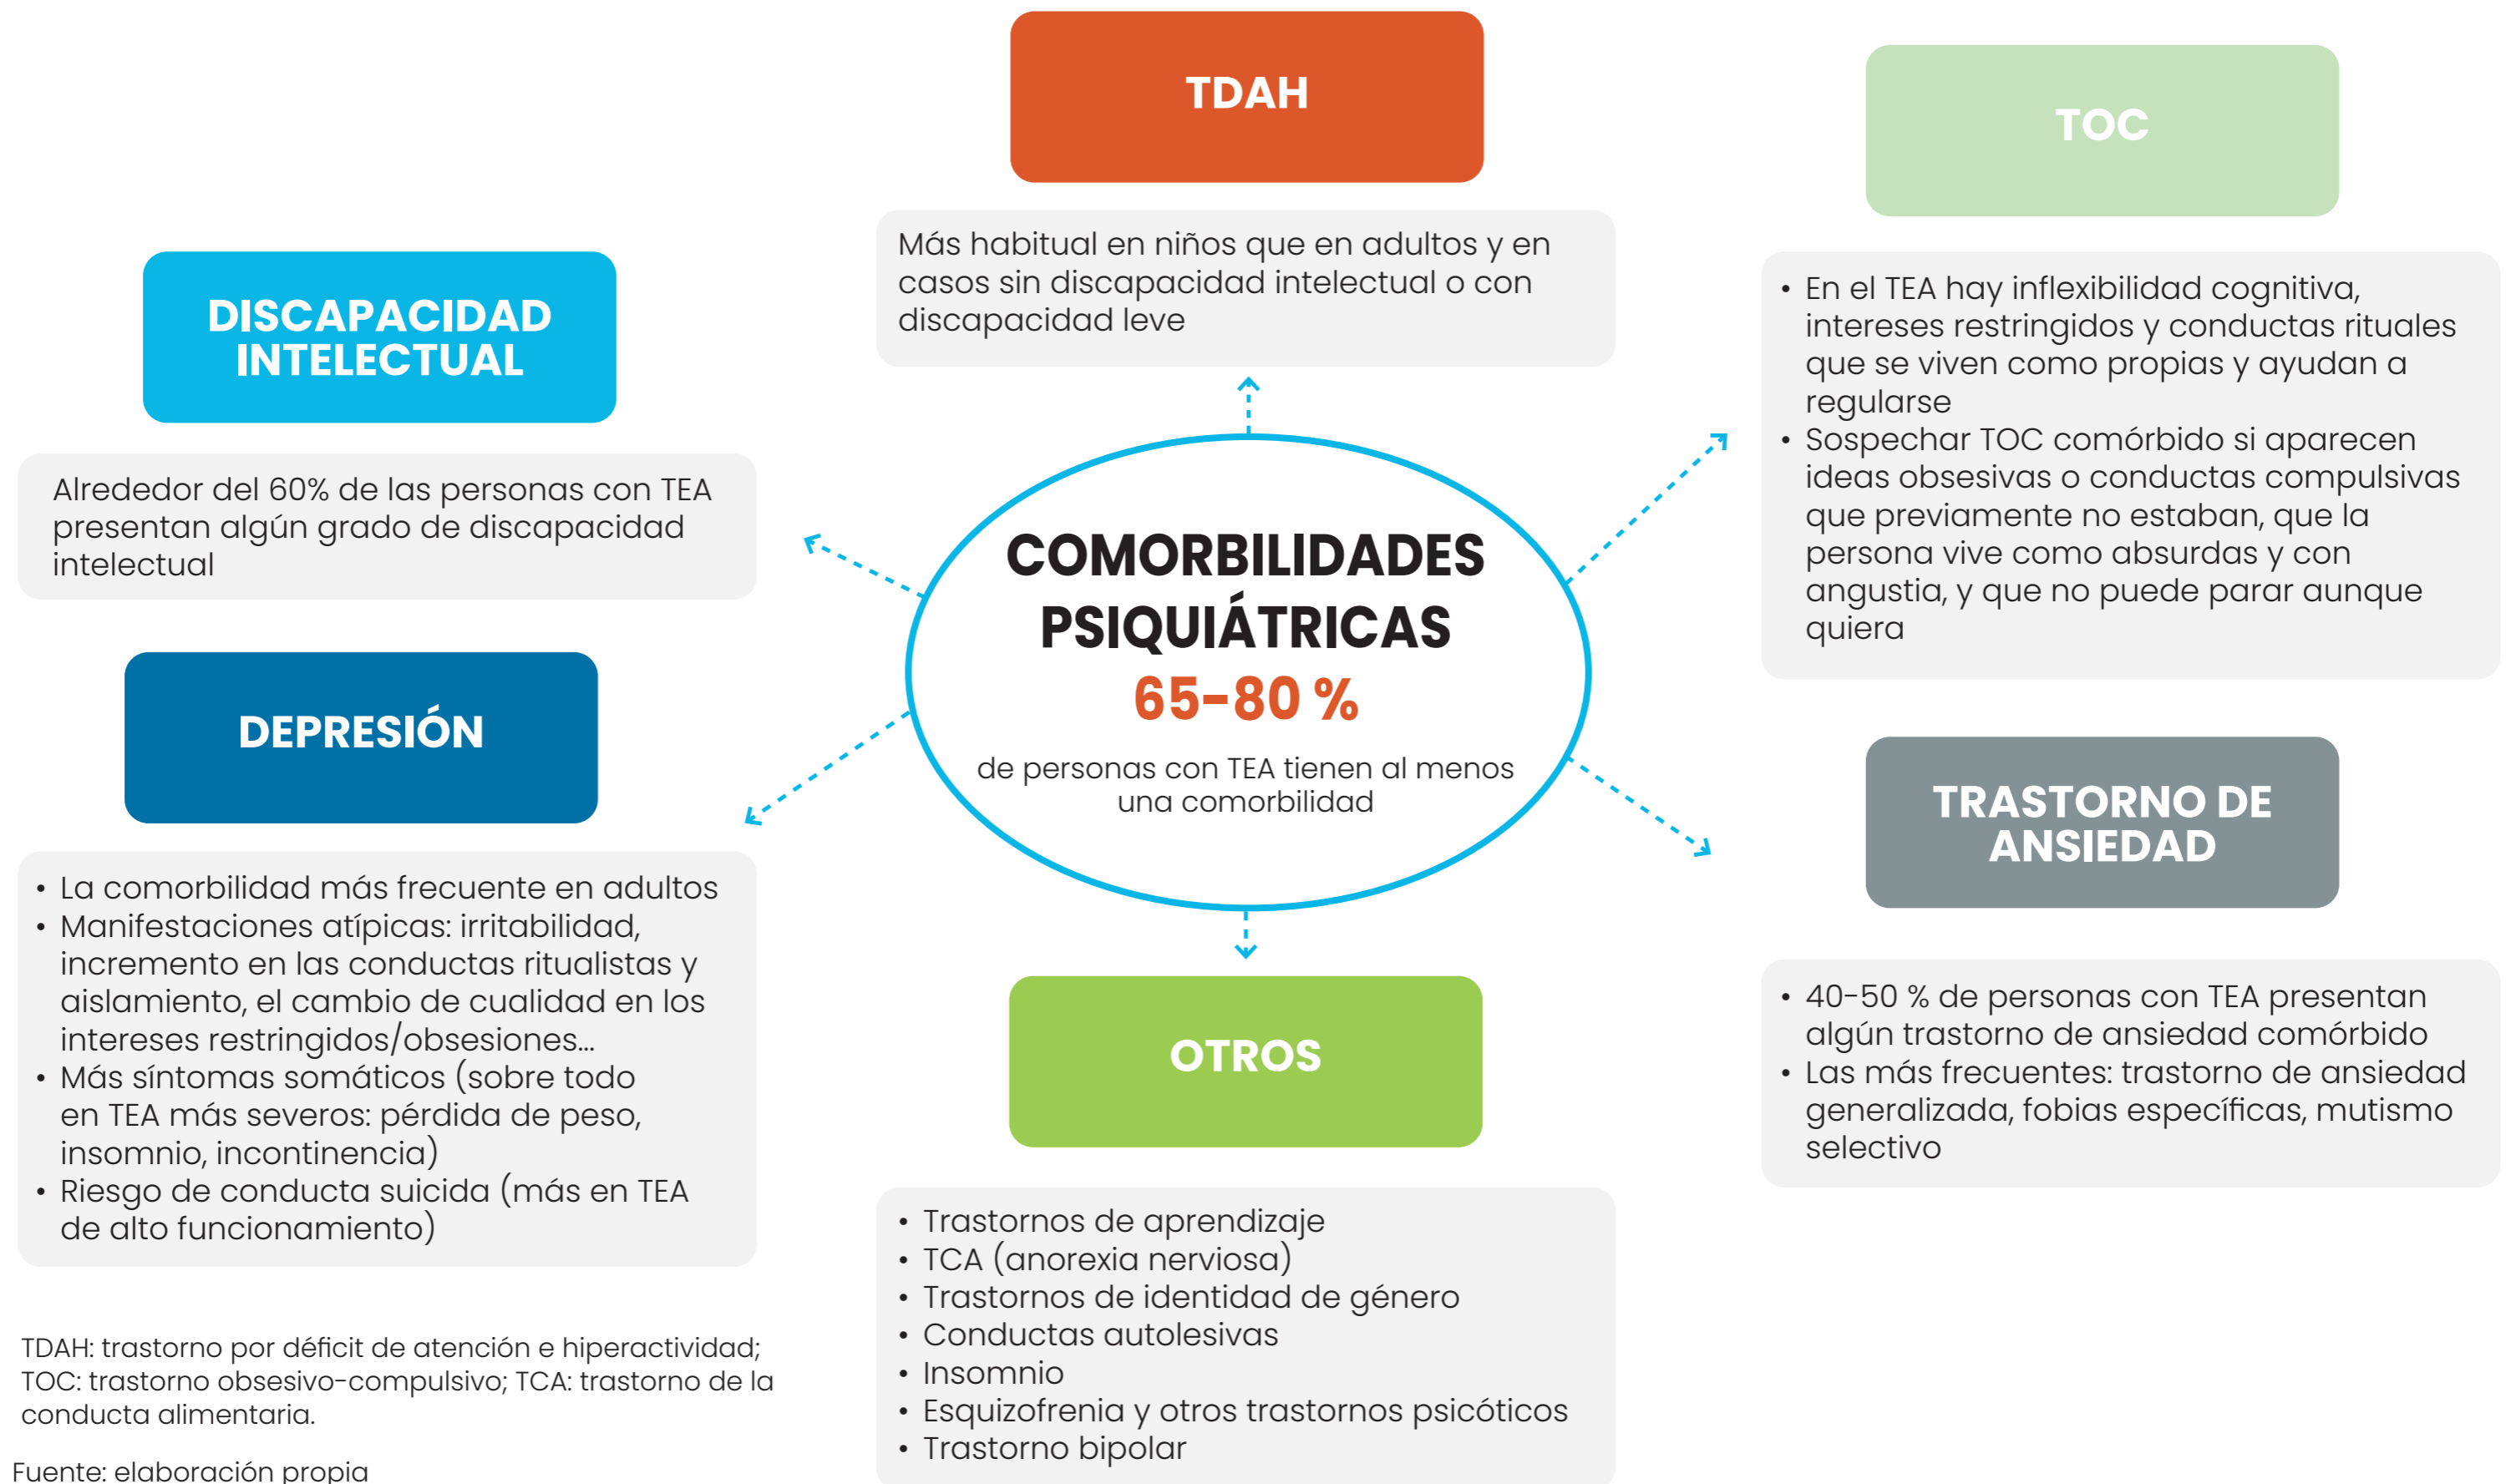 TDAH
Más habitual en niños que en adultos y en
casos sin discapacidad intelectual o con
discapacidad leve
TOC
• En el TEA hay inflexibilidad cognitiva,
intereses restringidos y conductas rituales
que se viven como propias y ayudan a
regularse
• Sospechar TOC comórbido si aparecen
ideas obsesivas o conductas compulsivas
que previamente no estaban, que la
persona vive como absurdas y con
angustia, y que no puede parar aunque
quiera
DISCAPACIDAD
INTELECTUAL
Alrededor del 60% de las personas con TEA
presentan algún grado de discapacidad
intelectual
COMORBILIDADES
PSIQUIÁTRICAS
65-80 %
de personas con TEA tienen al menos
una comorbilidad
DEPRESIÓN
• La comorbilidad más frecuente en adultos
• Manifestaciones atípicas: irritabilidad,
incremento en las conductas ritualistas y
aislamiento, el cambio de cualidad en los
intereses restringidos/obsesiones...
• Más síntomas somáticos (sobre todo
en TEA más severos: pérdida de peso,
insomnio, incontinencia)
• Riesgo de conducta suicida (más en TEA
de alto funcionamiento)
TRASTORNO DE
ANSIEDAD
• 40-50 % de personas con TEA presentan
algún trastorno de ansiedad comórbido
• Las más frecuentes: trastorno de ansiedad
generalizada, fobias específicas, mutismo
selectivo
OTROS
• Trastornos de aprendizaje
• TCA (anorexia nerviosa)
• Trastornos de identidad de género
• Conductas autolesivas
• Insomnio
• Esquizofrenia y otros trastornos psicóticos
• Trastorno bipolar
TDAH: trastorno por déficit de atención e hiperactividad;
TOC: trastorno obsesivo-compulsivo; TCA: trastorno de la
conducta alimentaria.
Fuente: elaboración propia